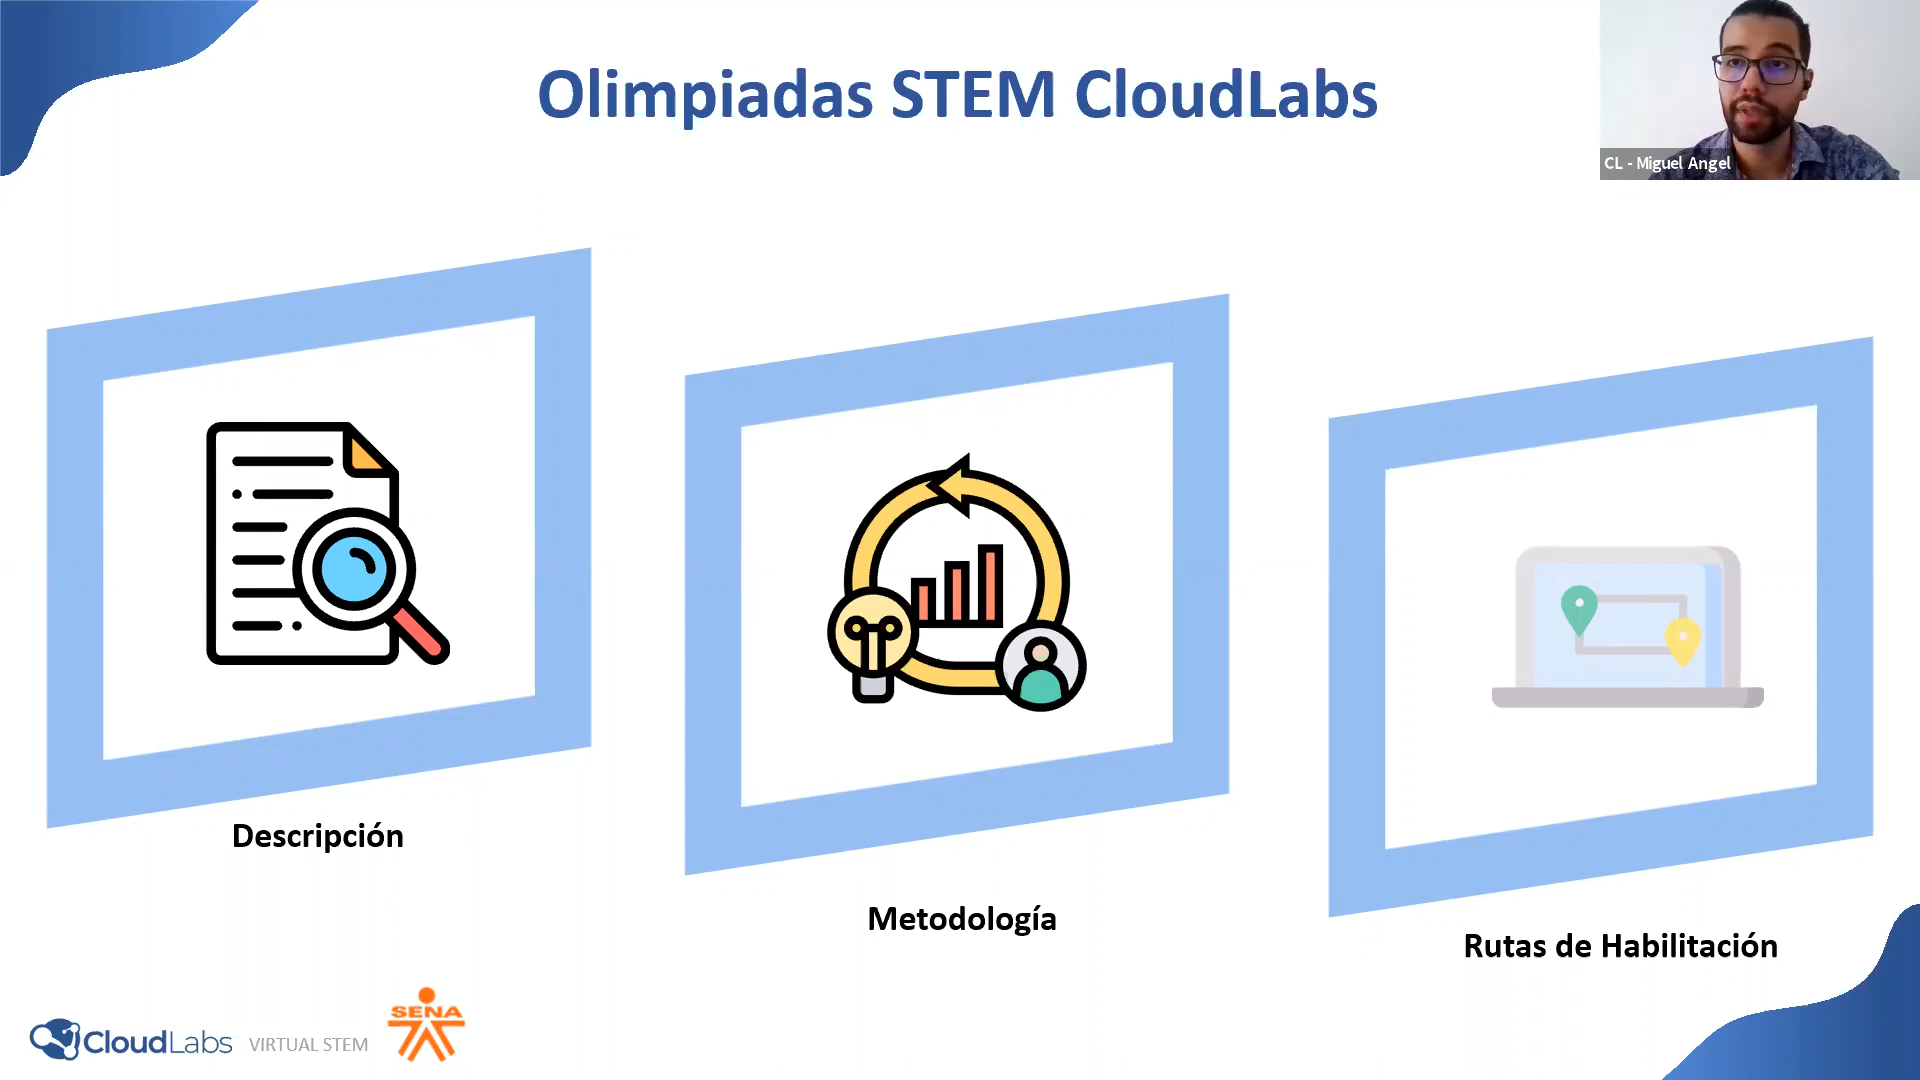 Olimpiadas STEM CloudLabs
CL - Miguel Angel
Descripción
Metodología
Rutas de Habilitación
CloudLabs VIRTUAL STEM
SENA